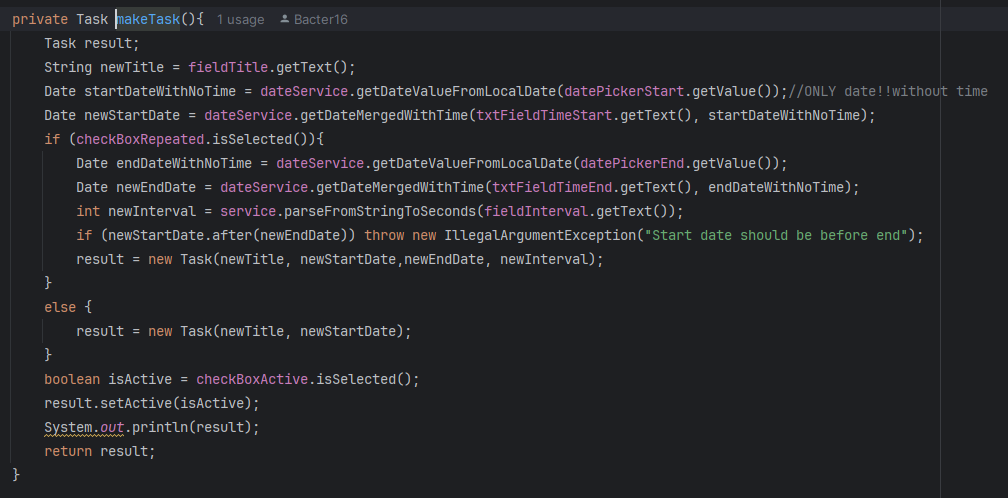 private Task makeTask(){ 1 usage Bacter16
    Task result;
    String newTitle = fieldTitle.getText();
    Date startDateWithNoTime = dateService.getDateValueFromLocalDate(datePickerStart.getValue());//ONLY date!!without time
    Date newStartDate = dateService.getDateMergedWithTime(txtFieldTimeStart.getText(), startDateWithNoTime);
    if (checkBoxRepeated.isSelected()){
        Date endDateWithNoTime = dateService.getDateValueFromLocalDate(datePickerEnd.getValue());
        Date newEndDate = dateService.getDateMergedWithTime(txtFieldTimeEnd.getText(), endDateWithNoTime);
        int newInterval = service.parseFromStringToSeconds(fieldInterval.getText());
        if (newStartDate.after(newEndDate)) throw new IllegalArgumentException("Start date should be before end");
        result = new Task(newTitle, newStartDate,newEndDate, newInterval);
    }
    else {
        result = new Task(newTitle, newStartDate);
    }
    boolean isActive = checkBoxActive.isSelected();
    result.setActive(isActive);
    System.out.println(result);
    return result;
}